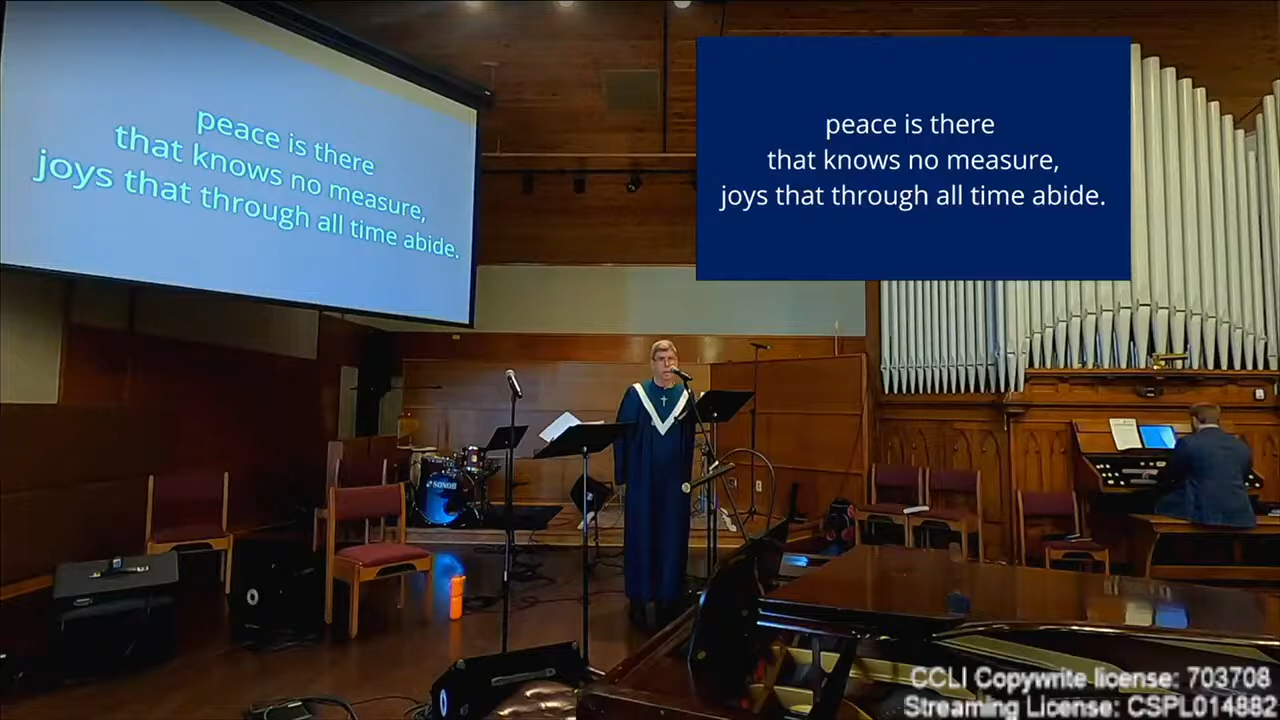 peace is there
that knows no measure,
joys that through all time abide.
peace is there
that knows no measure,
joys that through all time abide.
SONOR
CCLI Copywrite license: 703708
Streaming License: CSPL014882